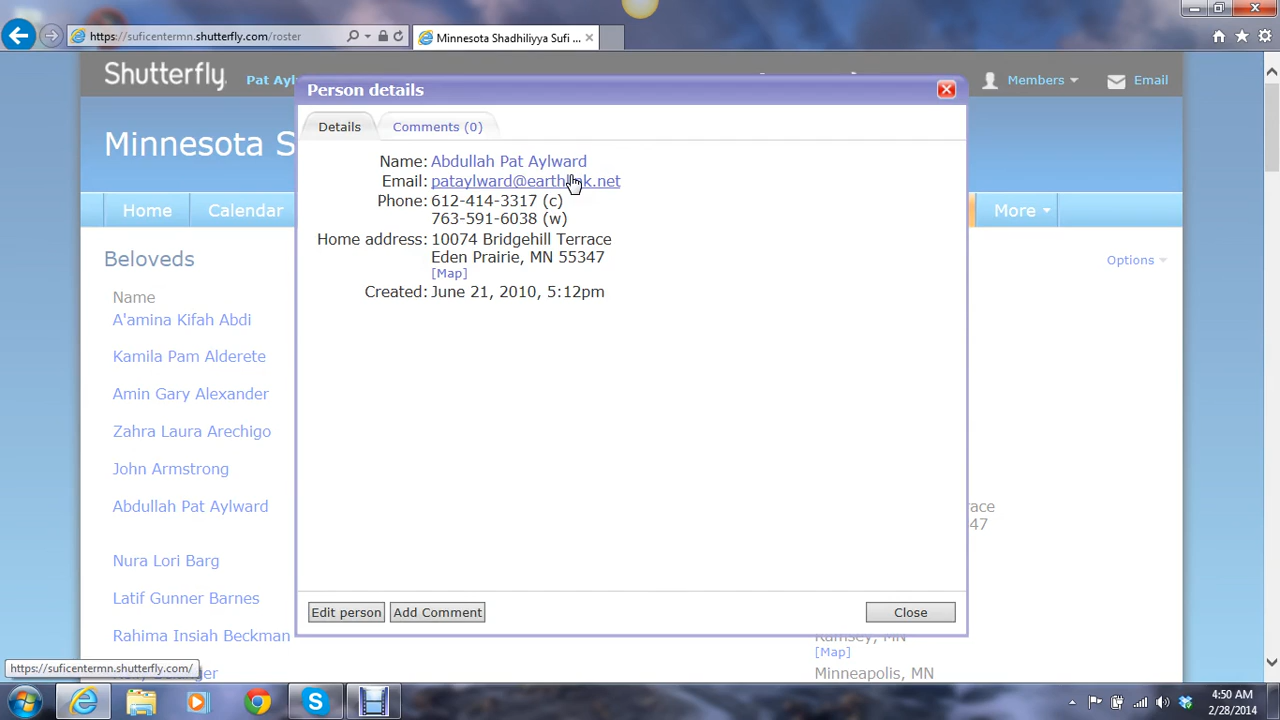 https://suficentermn.shutterfly.com/roster
Minnesota Shadhiliyya Sufi ...
Shutterfly
Pat Ayl
Members
Email
Minnesota S
Home
Calendar
More
Person details
Details
Comments (0)
Name: Abdullah Pat Aylward
Email: pataylward@earthlink.net
Phone: 612-414-3317 (c)
763-591-6038 (w)
Home address: 10074 Bridgehill Terrace
Eden Prairie, MN 55347
[Map]
Created: June 21, 2010, 5:12pm
Edit person
Add Comment
Close
Beloveds
Options
Name
A'amina Kifah Abdi
Kamila Pam Alderete
Amin Gary Alexander
Zahra Laura Arechigo
John Armstrong
Abdullah Pat Aylward
race
47
Nura Lori Barg
Latif Gunner Barnes
Rahima Insiah Beckman
Ramsey, MN
[Map]
Minneapolis, MN
https://suficentermn.shutterfly.com/
4:50 AM
2/28/2014